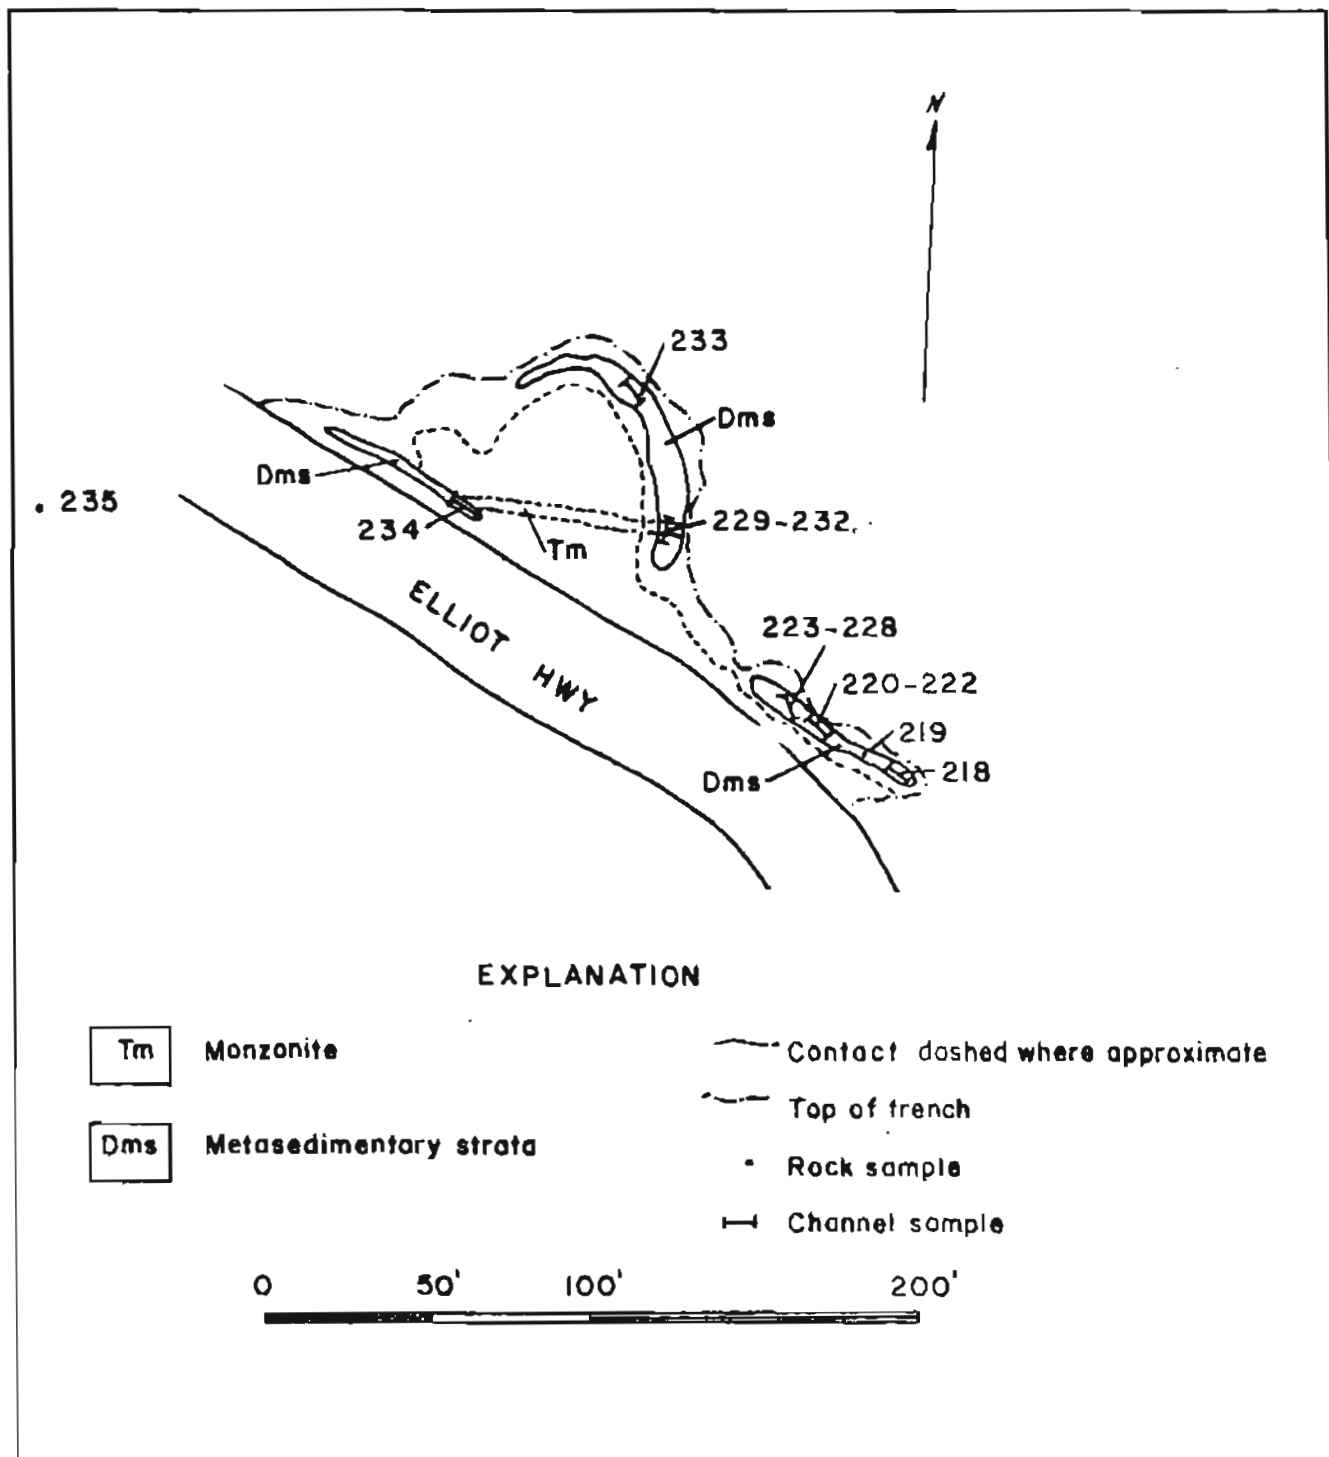 N
233
Dms
Dms
235
234
229-232
Tm
ELLIOT HWY
223-228
220-222
219
Dms
218
EXPLANATION
Tm Monzonite
Contact dashed where approximate
Top of trench
Dms Metasedimentary strata
Rock sample
Channel sample
0 50' 100' 200'